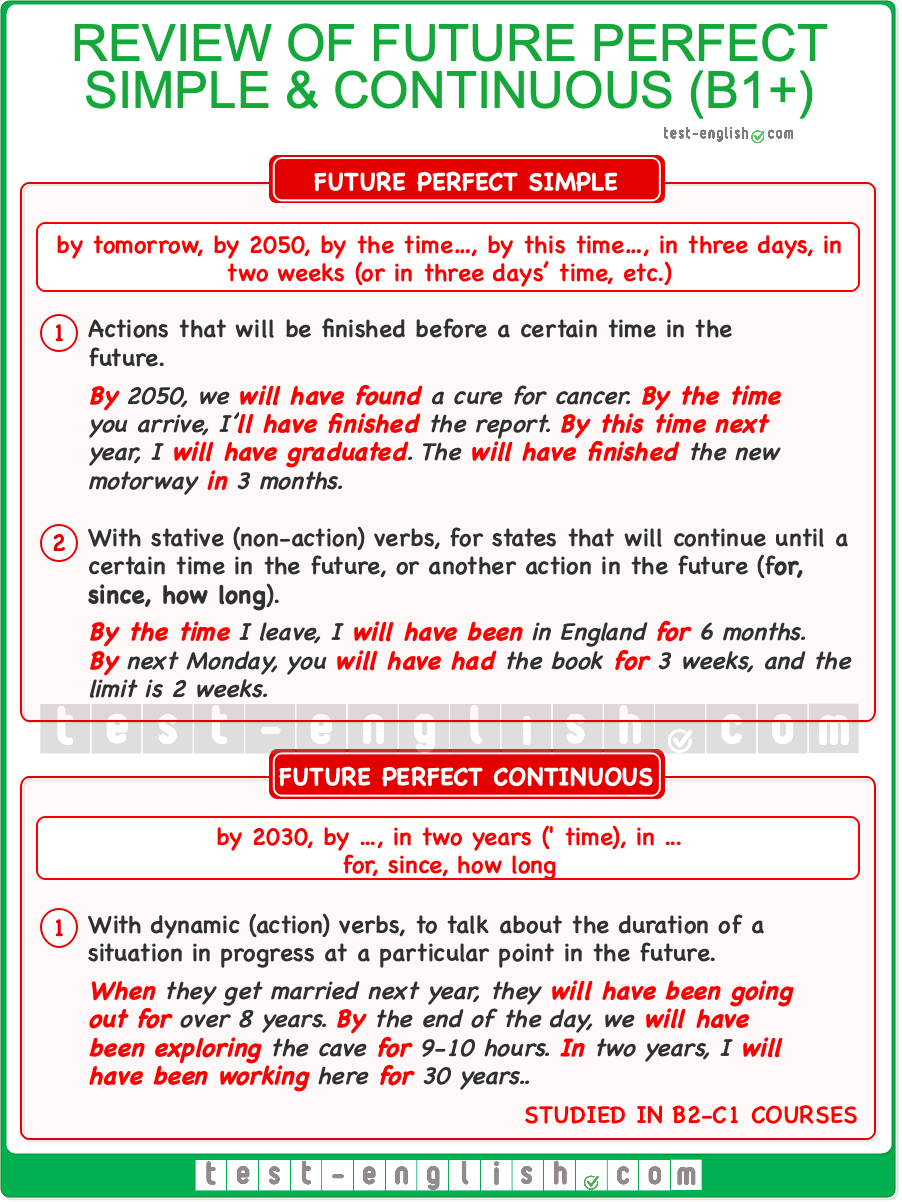 REVIEW OF FUTURE PERFECT
SIMPLE & CONTINUOUS (B1+)
test-english.com
FUTURE PERFECT SIMPLE
by tomorrow, by 2050, by the time…, by this time…, in three days, in
two weeks (or in three days’ time, etc.)
1 Actions that will be finished before a certain time in the
future.
By 2050, we will have found a cure for cancer. By the time
you arrive, I’ll have finished the report. By this time next
year, I will have graduated. The will have finished the new
motorway in 3 months.
2 With stative (non-action) verbs, for states that will continue until a
certain time in the future, or another action in the future (for,
since, how long).
By the time I leave, I will have been in England for 6 months.
By next Monday, you will have had the book for 3 weeks, and the
limit is 2 weeks.
test-english.com
FUTURE PERFECT CONTINUOUS
by 2030, by …, in two years (' time), in …
for, since, how long
1 With dynamic (action) verbs, to talk about the duration of a
situation in progress at a particular point in the future.
When they get married next year, they will have been going
out for over 8 years. By the end of the day, we will have
been exploring the cave for 9-10 hours. In two years, I will
have been working here for 30 years..
STUDIED IN B2-C1 COURSES
test-english.com